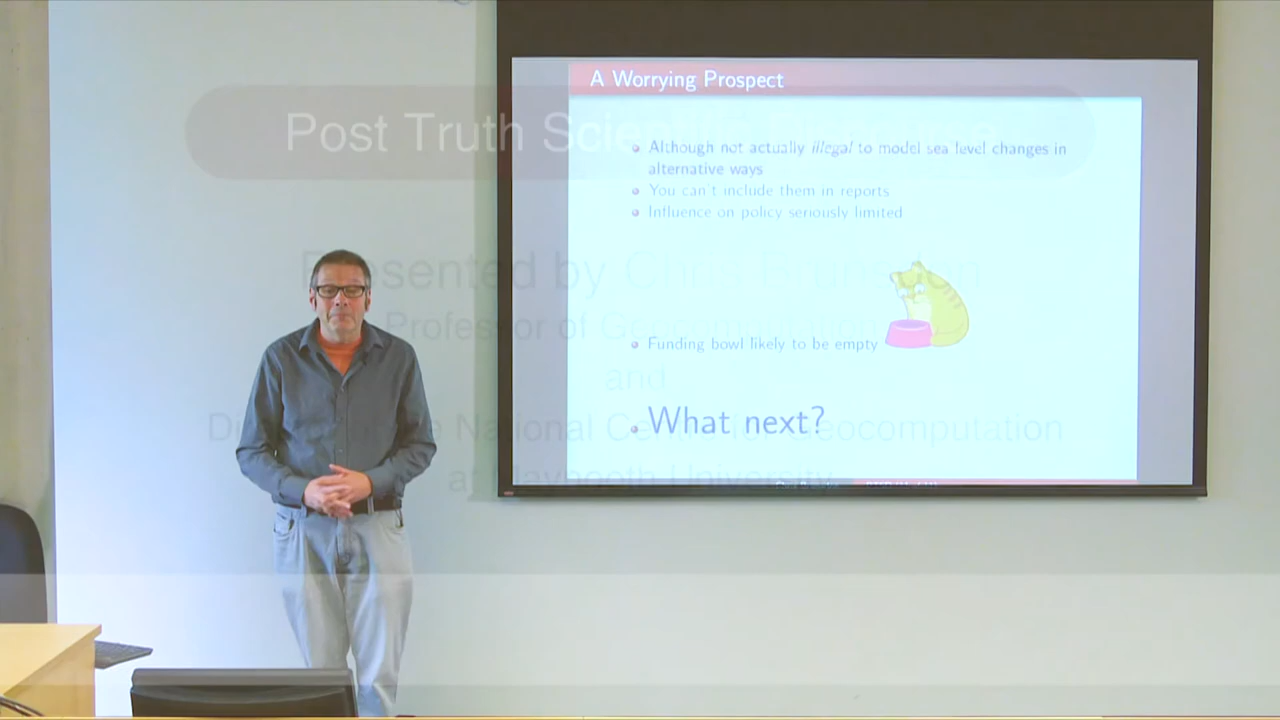 A Worrying Prospect
Post Truth
Although not actually illegal to model sea level changes in
alternative ways
You can't include them in reports
Influence on policy seriously limited
Presented by
Professor of Geocomputation
Funding bowl likely to be empty
and
What next?
National Centre for Geocomputation
at Maynooth University